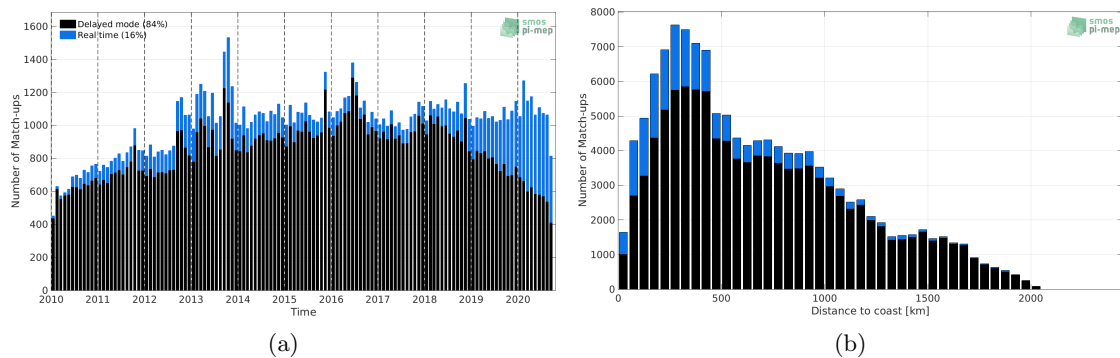 Delayed mode (84%)
Real time (16%)
smos
pi-mep
Number of Match-ups
1600
1400
1200
1000
800
600
400
200
0
2010 2011 2012 2013 2014 2015 2016 2017 2018 2019 2020
Time
(a)
smos
pi-mep
Number of Match-ups
8000
7000
6000
5000
4000
3000
2000
1000
0
0 500 1000 1500 2000
Distance to coast [km]
(b)